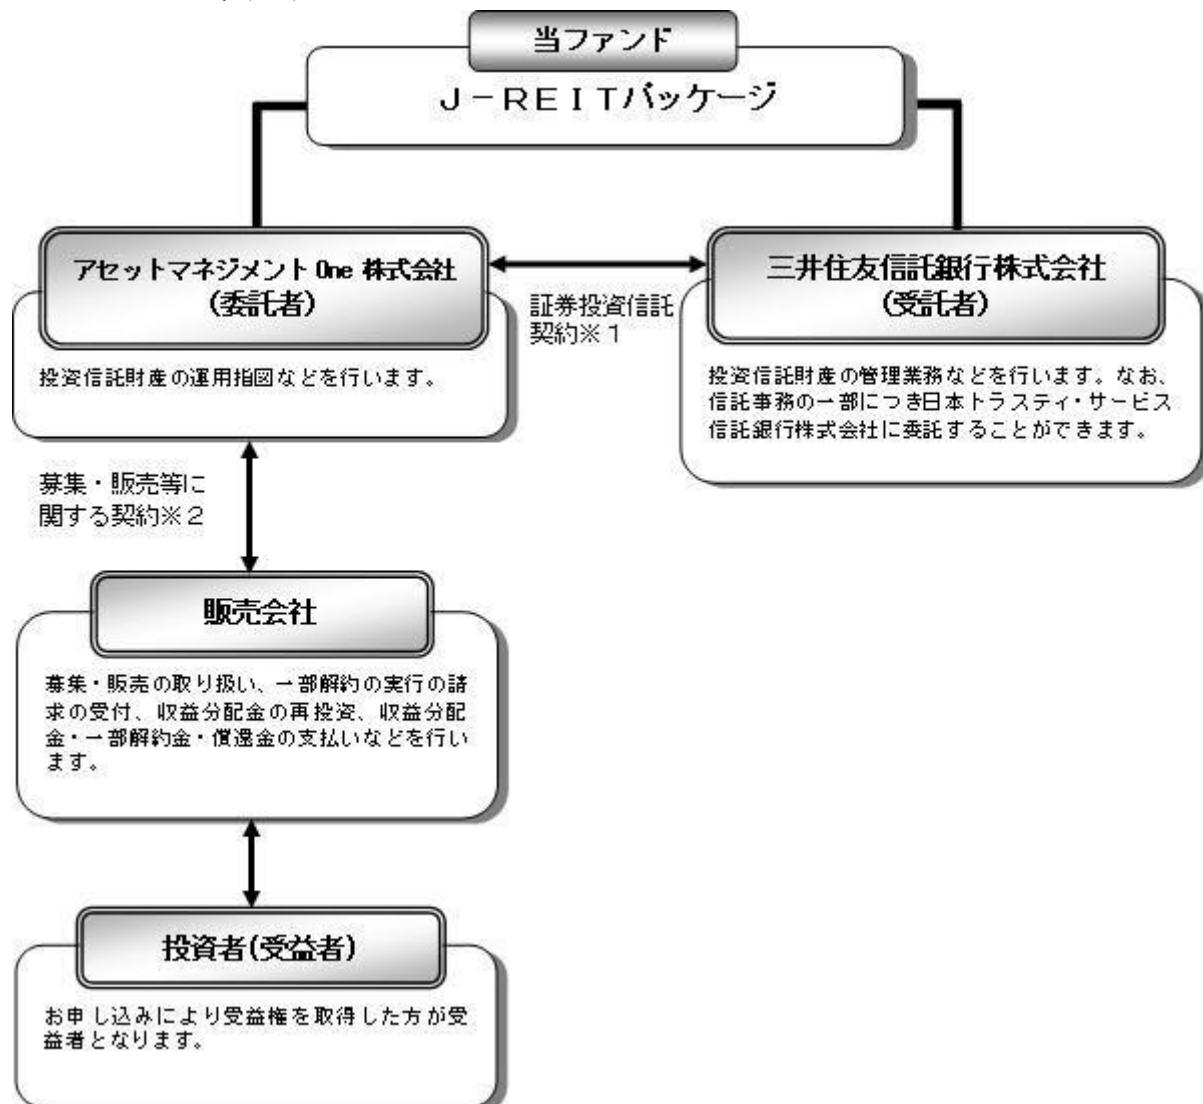 当ファンド
J－REITパッケージ
アセットマネジメントOne 株式会社
(委託者)
投資信託財産の運用指図などを行います。
証券投資信託
契約※１
三井住友信託銀行株式会社
(受託者)
投資信託財産の管理業務などを行います。なお、
信託事務の一部につき日本トラスティ・サービス
信託銀行株式会社に委託することができます。
募集・販売等に
関する契約※２
販売会社
募集・販売の取り扱い、一部解約の実行の請
求の受付、収益分配金の再投資、収益分配
金・一部解約金・償還金の支払いなどを行い
ます。
投資者(受益者)
お申し込みにより受益権を取得した方が受
益者となります。